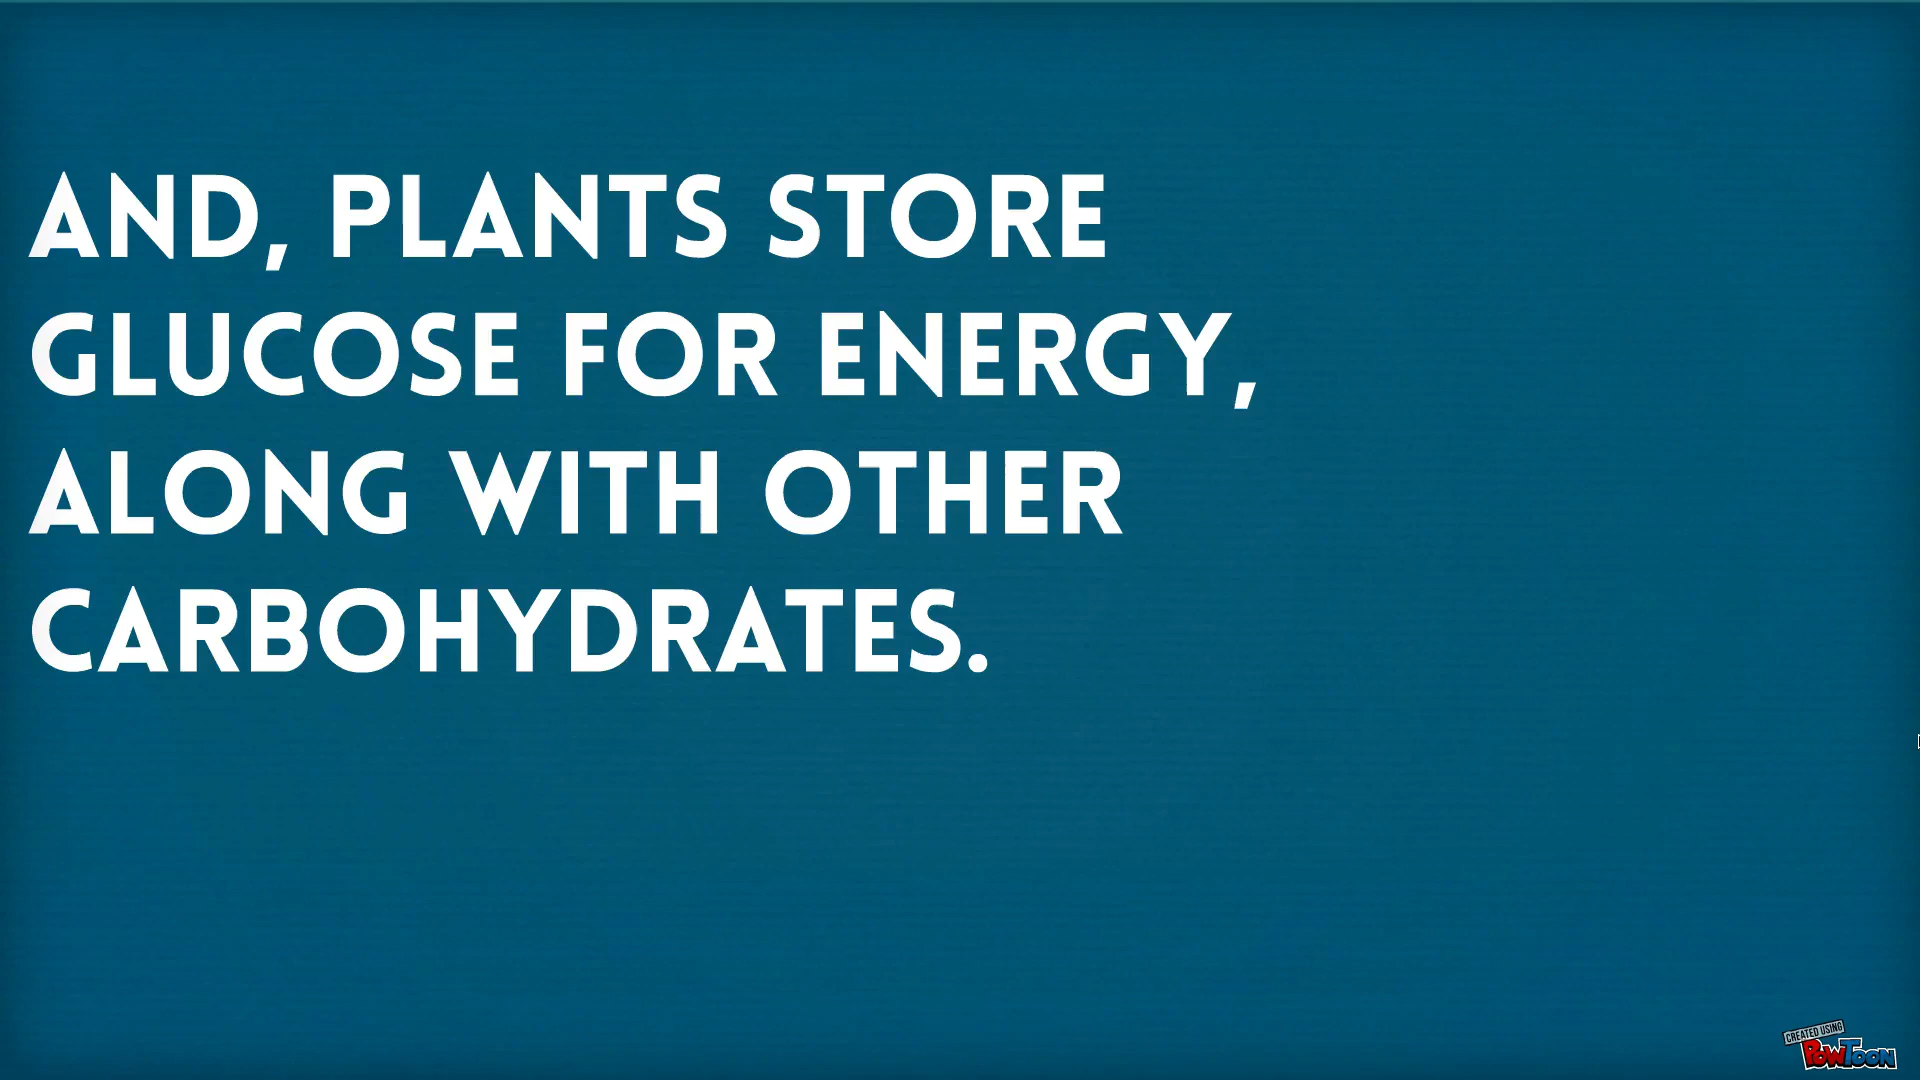 AND, PLANTS STORE
GLUCOSE FOR ENERGY,
ALONG WITH OTHER
CARBOHYDRATES.
CREATED USING
POWTOON